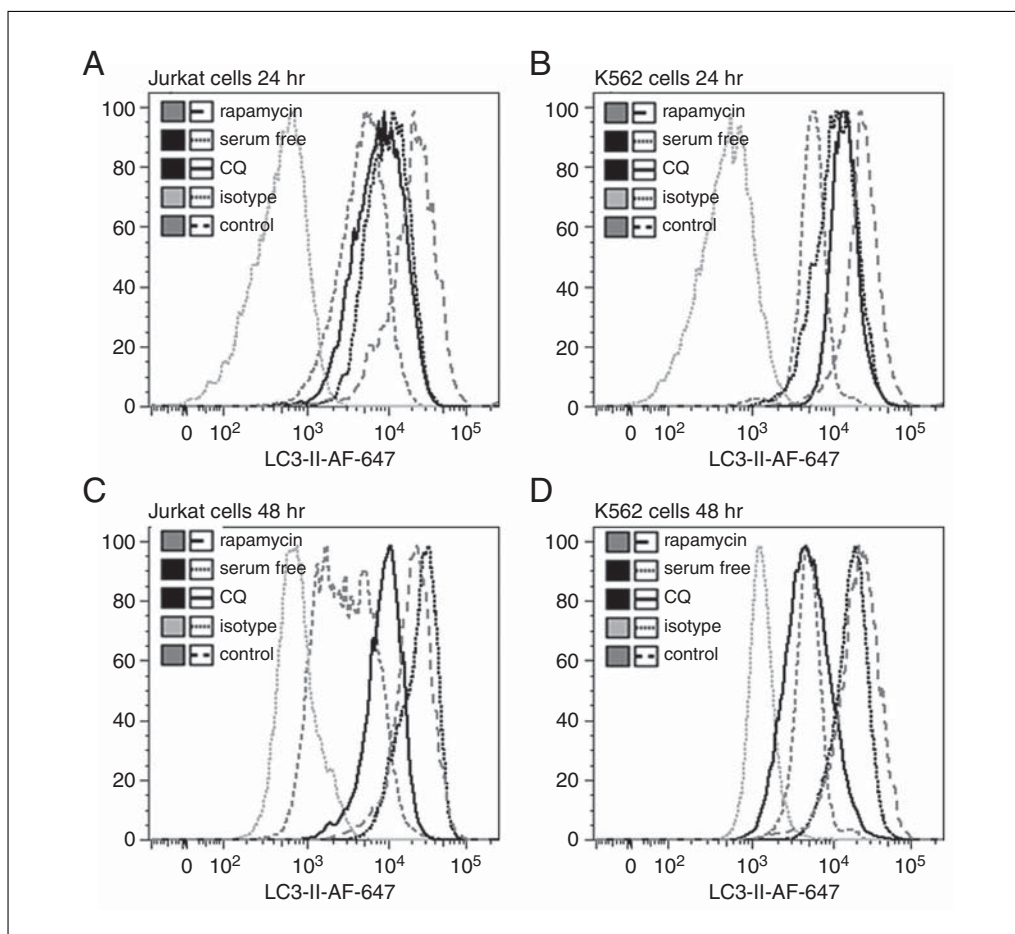 A
Jurkat cells 24 hr
100
80
60
40
20
0
rapamycin
serum free
CQ
isotype
control
0 10² 10³ 10⁴ 10⁵
LC3-II-AF-647
B
K562 cells 24 hr
100
80
60
40
20
0
rapamycin
serum free
CQ
isotype
control
0 10² 10³ 10⁴ 10⁵
LC3-II-AF-647
C
Jurkat cells 48 hr
100
80
60
40
20
0
rapamycin
serum free
CQ
isotype
control
0 10² 10³ 10⁴ 10⁵
LC3-II-AF-647
D
K562 cells 48 hr
100
80
60
40
20
0
rapamycin
serum free
CQ
isotype
control
0 10² 10³ 10⁴ 10⁵
LC3-II-AF-647